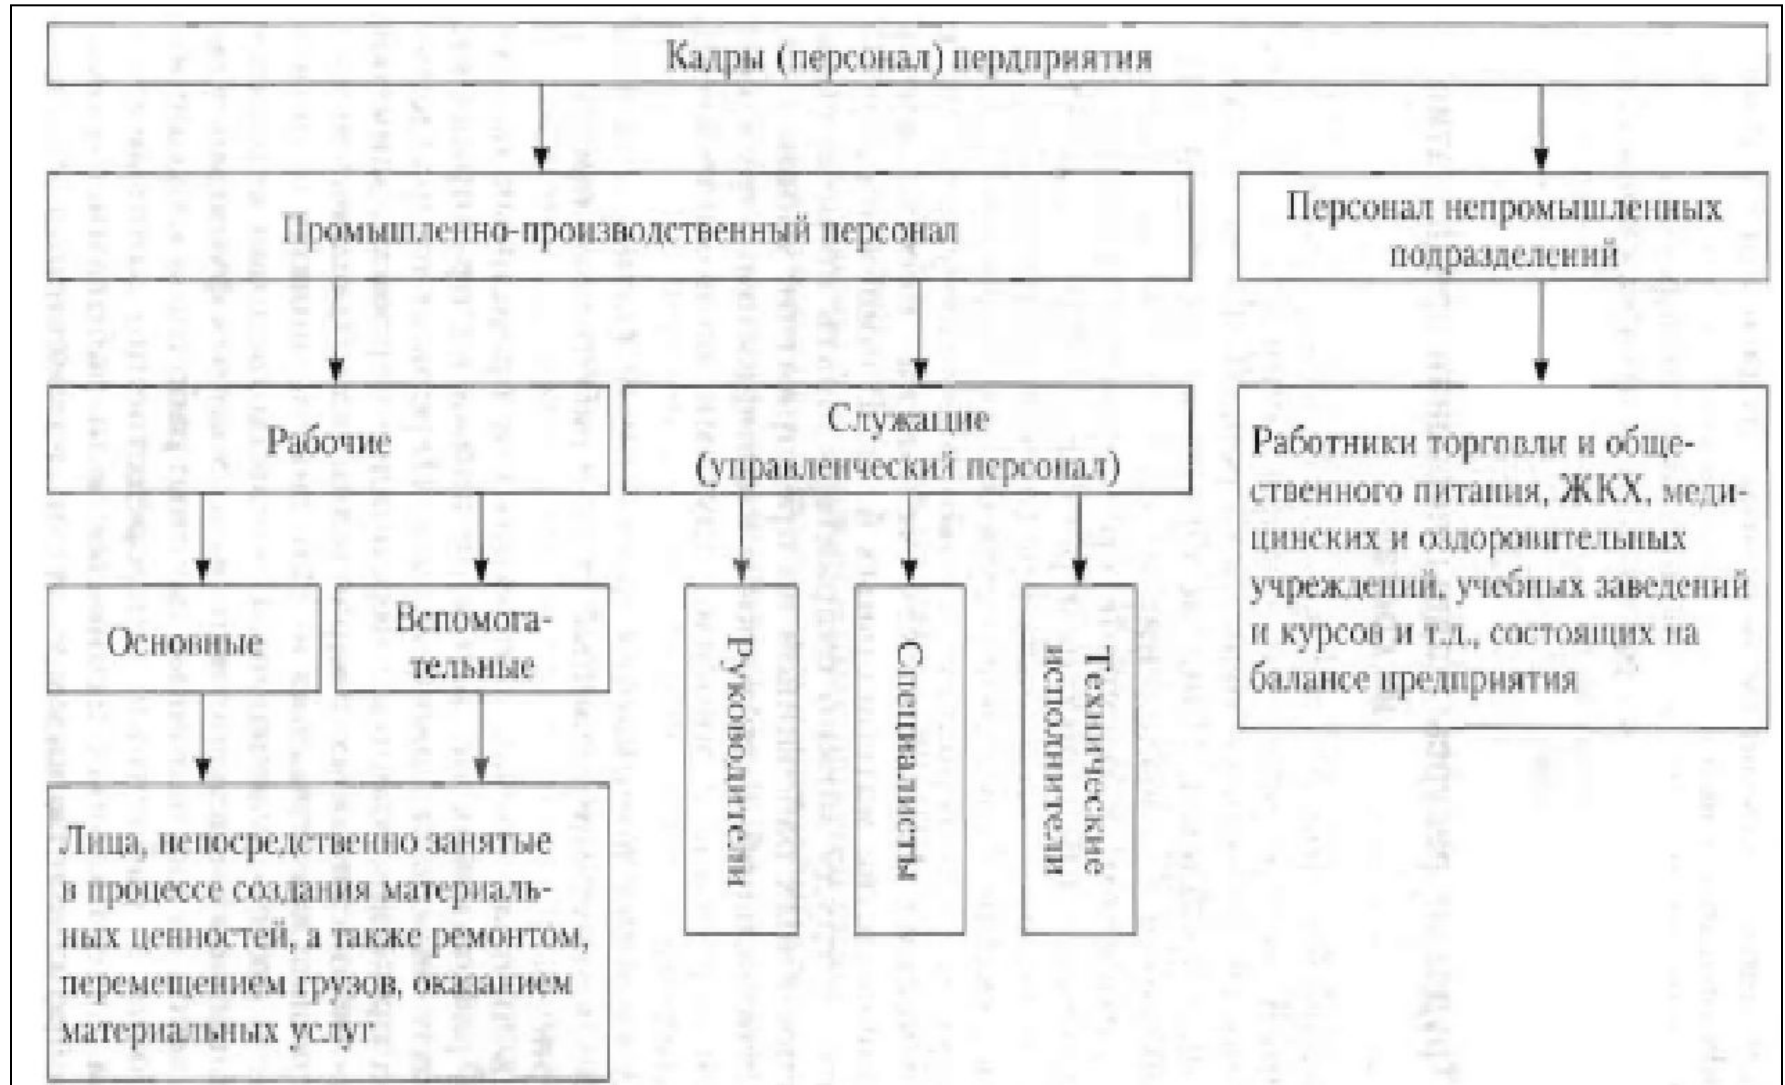 Кадры (персонал) пердприятия
Промышленно-производственный персонал
Персонал непромышленных
подразделений
Рабочие
Служащие
(управленческий персонал)
Работники торговли и обще-
ственного питания, ЖКХ, меди-
цинских и оздоровительных
учреждений, учебных заведений
и курсов и т.д., состоящих на
балансе предприятия
Основные
Вспомога-
тельные
Руководители
Специалисты
Технические
исполнители
Лица, непосредственно занятые
в процессе создания материаль-
ных ценностей, а также ремонтом,
перемещением грузов, оказанием
материальных услуг